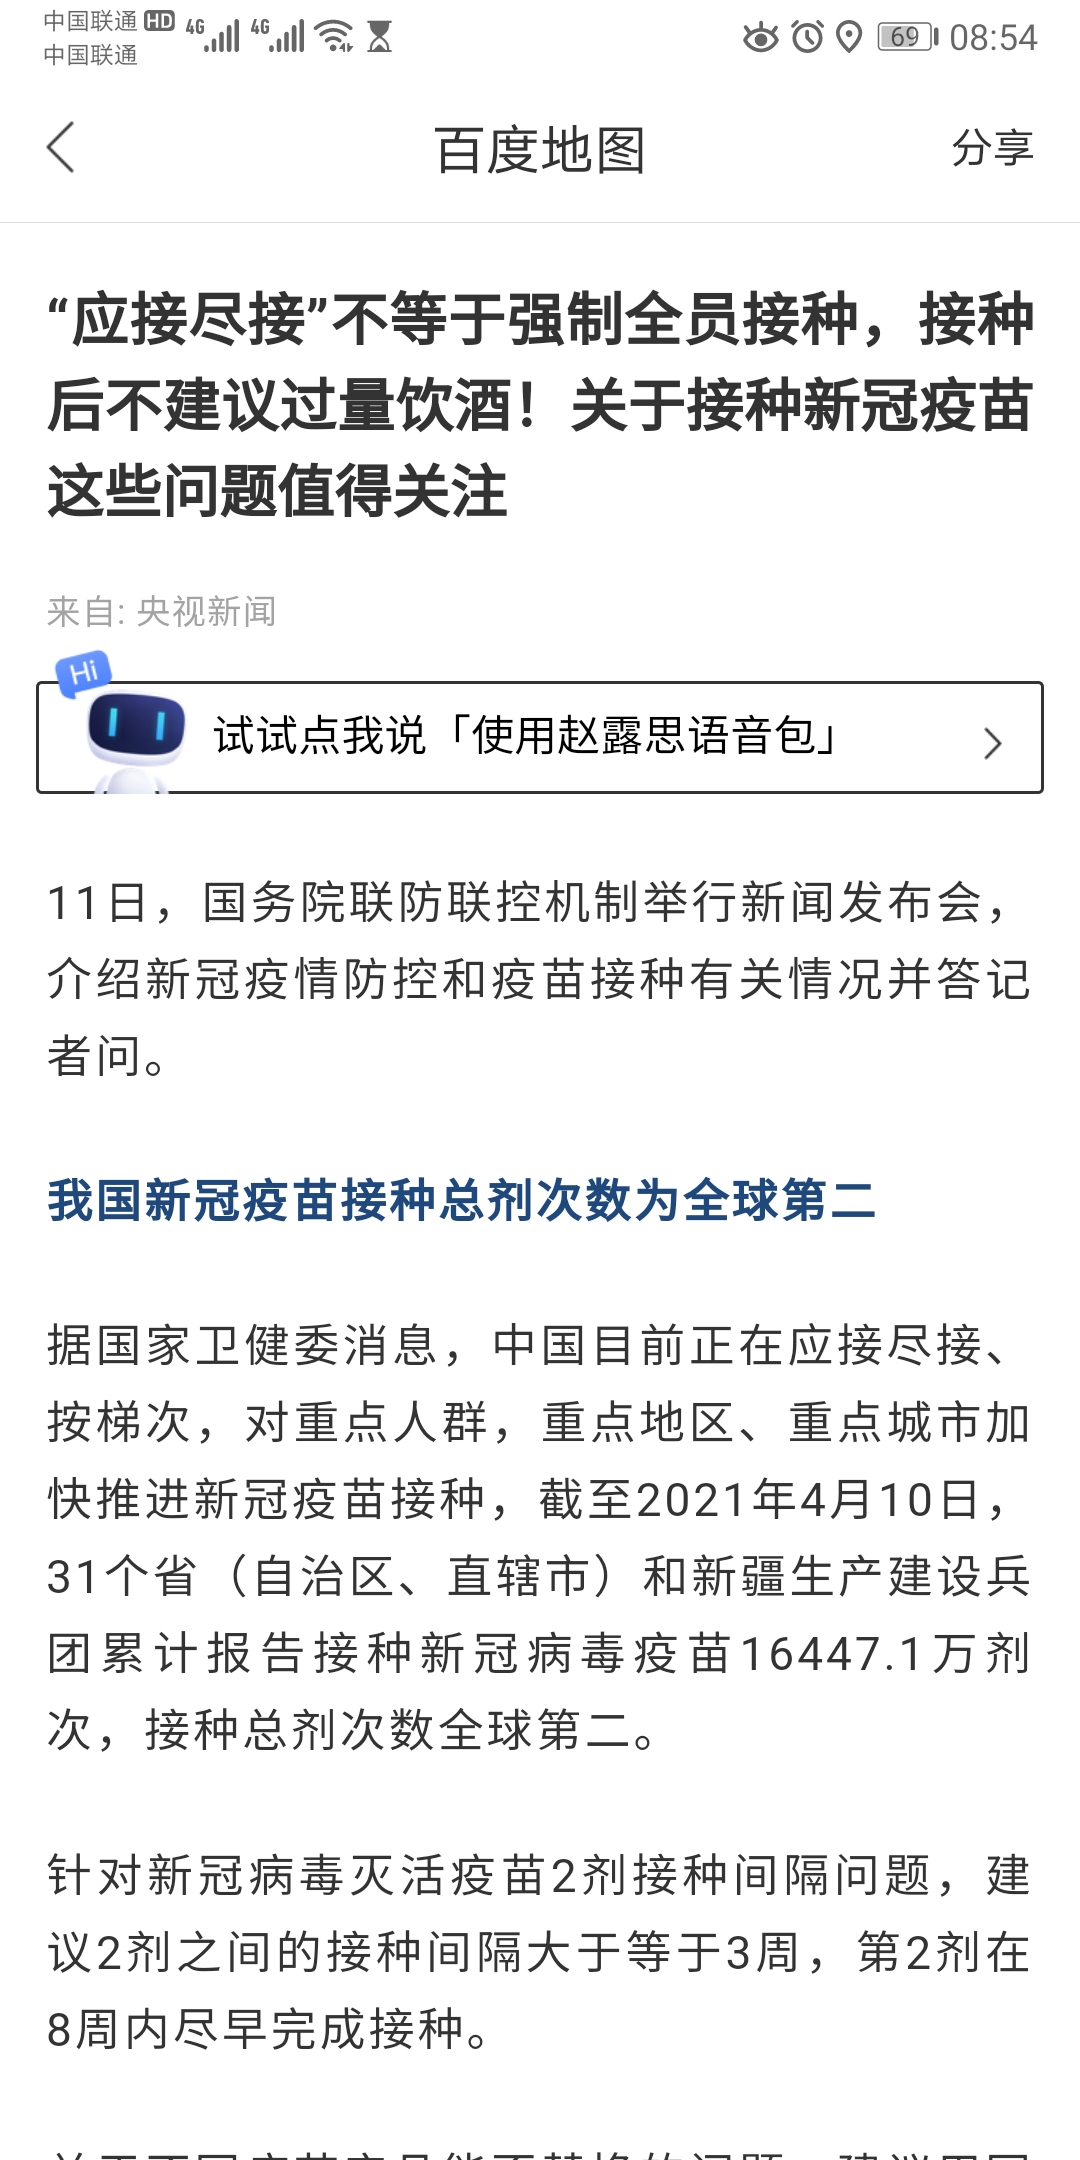 中国联通 HD 4G 4G 69 08:54
中国联通
百度地图 分享
“应接尽接”不等于强制全员接种，接种
后不建议过量饮酒！关于接种新冠疫苗
这些问题值得关注
来自: 央视新闻
Hi
试试点我说「使用赵露思语音包」
11日，国务院联防联控机制举行新闻发布会，
介绍新冠疫情防控和疫苗接种有关情况并答记
者问。
我国新冠疫苗接种总剂次数为全球第二
据国家卫健委消息，中国目前正在应接尽接、
按梯次，对重点人群，重点地区、重点城市加
快推进新冠疫苗接种，截至2021年4月10日，
31个省（自治区、直辖市）和新疆生产建设兵
团累计报告接种新冠病毒疫苗16447.1万剂
次，接种总剂次数全球第二。
针对新冠病毒灭活疫苗2剂接种间隔问题，建
议2剂之间的接种间隔大于等于3周，第2剂在
8周内尽早完成接种。